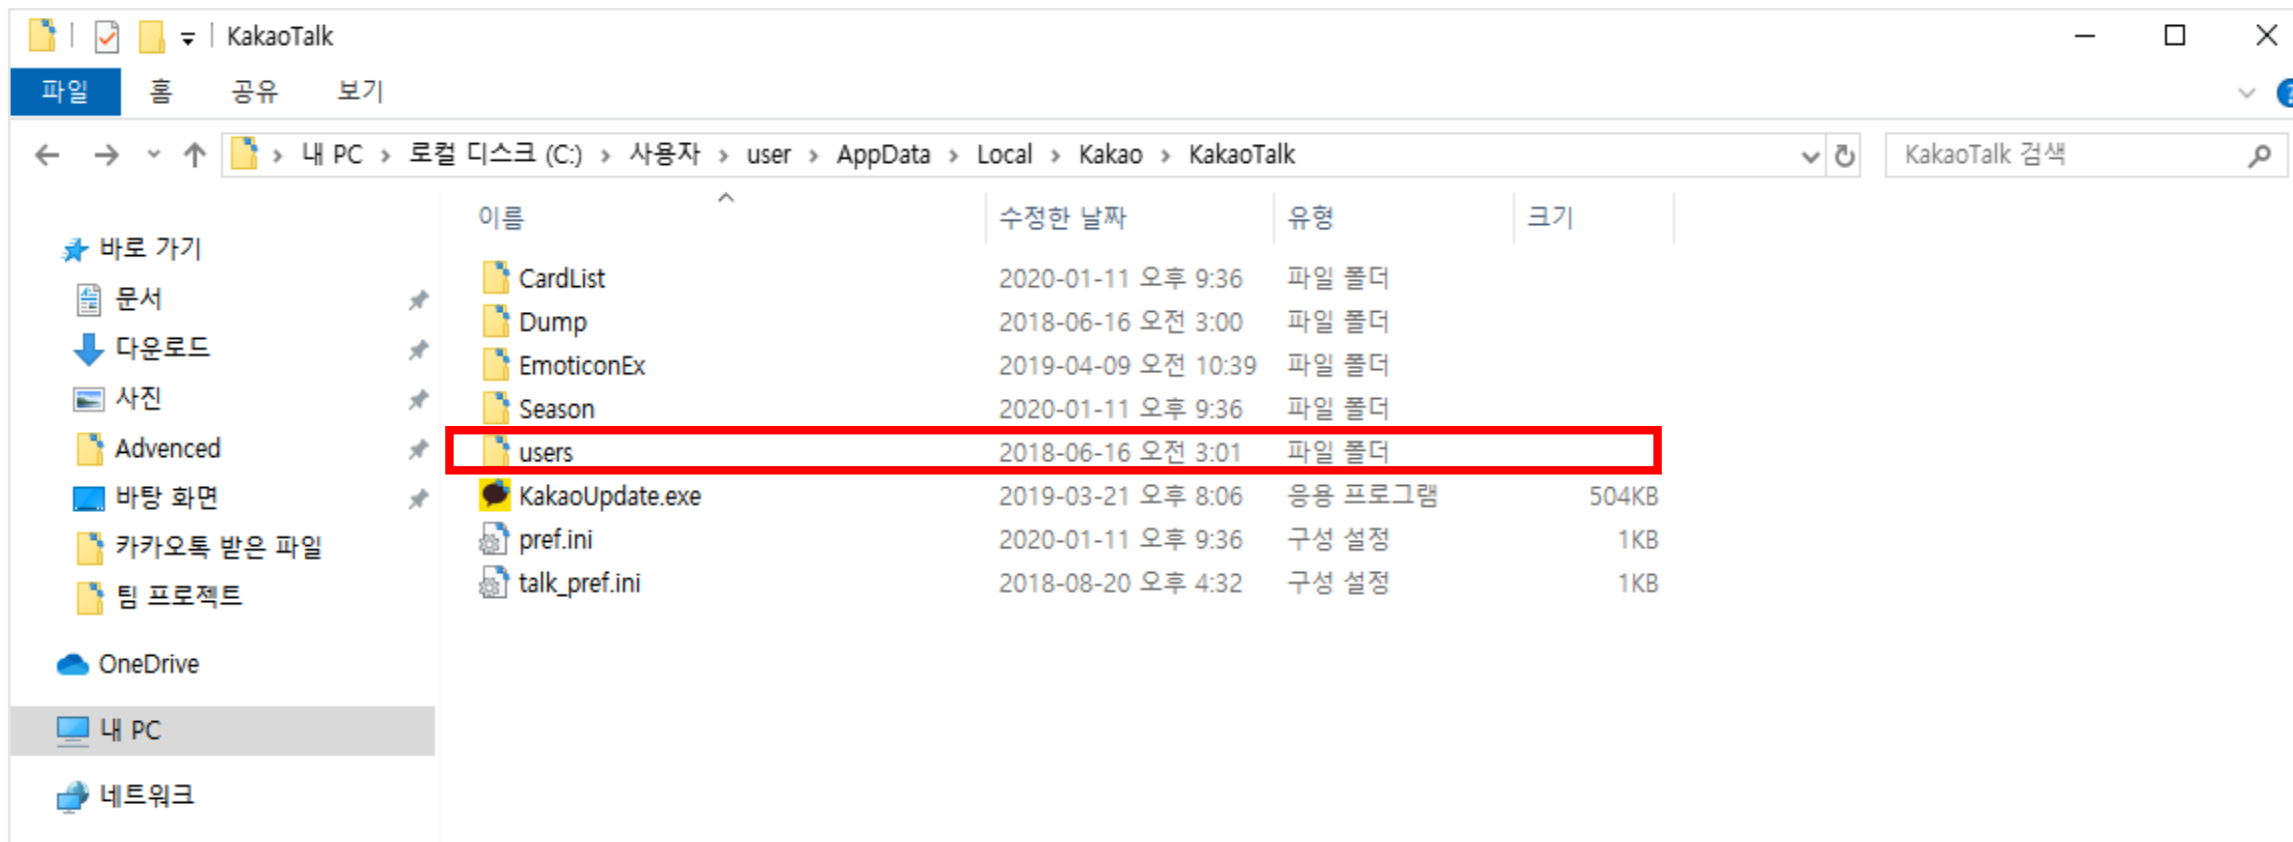 KakaoTalk
파일 홈 공유 보기
내 PC > 로컬 디스크 (C:) > 사용자 > user > AppData > Local > Kakao > KakaoTalk
KakaoTalk 검색
바로 가기
문서
다운로드
사진
Advenced
바탕 화면
카카오톡 받은 파일
팀 프로젝트
OneDrive
내 PC
네트워크
이름 수정한 날짜 유형 크기
CardList 2020-01-11 오후 9:36 파일 폴더
Dump 2018-06-16 오전 3:00 파일 폴더
EmoticonEx 2019-04-09 오전 10:39 파일 폴더
Season 2020-01-11 오후 9:36 파일 폴더
users 2018-06-16 오전 3:01 파일 폴더
KakaoUpdate.exe 2019-03-21 오후 8:06 응용 프로그램 504KB
pref.ini 2020-01-11 오후 9:36 구성 설정 1KB
talk_pref.ini 2018-08-20 오후 4:32 구성 설정 1KB